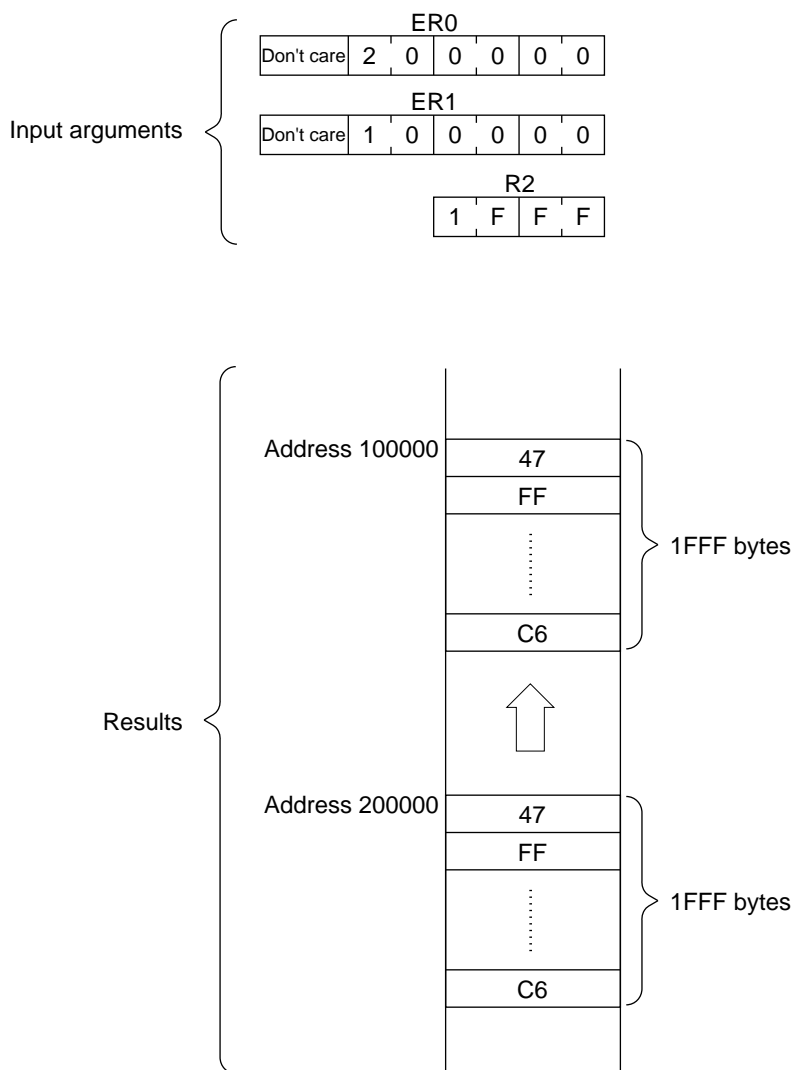 ER0
Don't care 2 0 0 0 0 0
ER1
Input arguments
Don't care 1 0 0 0 0 0
R2
1 F F F
Address 100000
47
FF
1FFF bytes
C6
Results
Address 200000
47
FF
1FFF bytes
C6